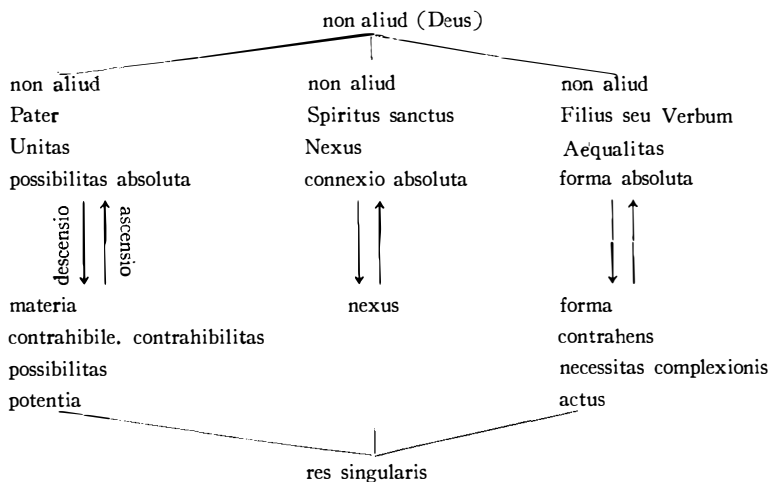 non aliud (Deus)
non aliud non aliud non aliud
Pater Spiritus sanctus Filius seu Verbum
Unitas Nexus Aequalitas
possibilitas absoluta connexio absoluta forma absoluta
descensio ascensio
materia nexus forma
contrahibile. contrahibilitas contrahens
possibilitas necessitas complexionis
potentia actus
res singularis